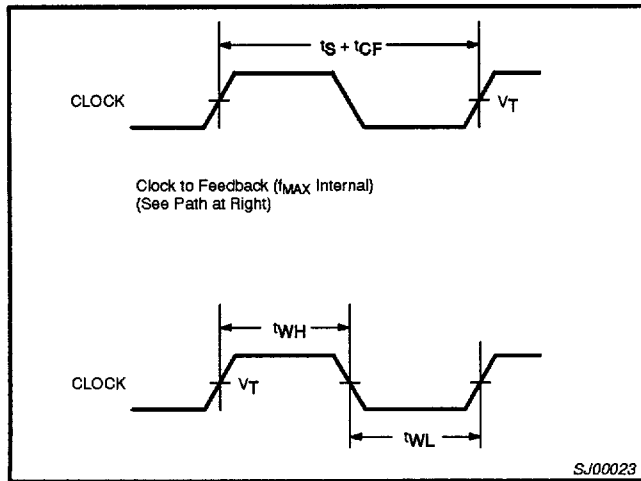 tS + tCF
CLOCK
VT
Clock to Feedback (fMAX Internal)
(See Path at Right)
tWH
CLOCK
VT
tWL
SJ00023